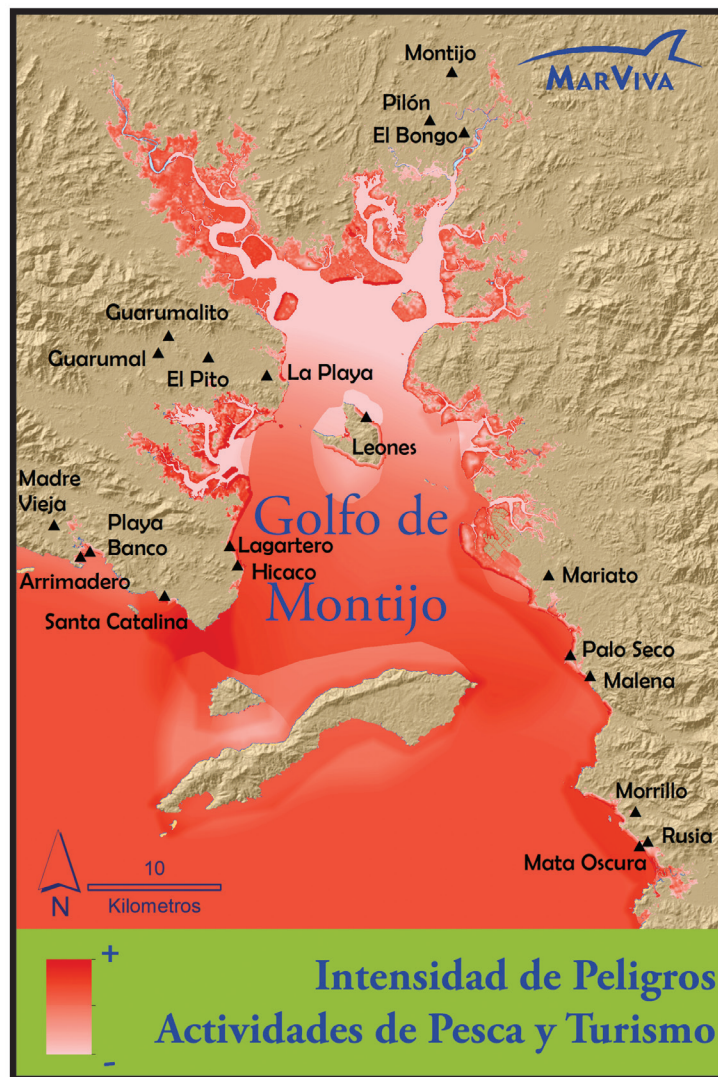 Montijo
MarViva
Pilón
El Bongo
Guarumalito
Guarumal
El Pito
La Playa
Leones
Madre
Vieja
Playa
Banco
Golfo de
Montijo
Lagartero
Hicaco
Arrimadero
Santa Catalina
Mariato
Palo Seco
Malena
Morrillo
Rusia
Mata Oscura
10
N
Kilometros
+
-
Intensidad de Peligros
Actividades de Pesca y Turismo